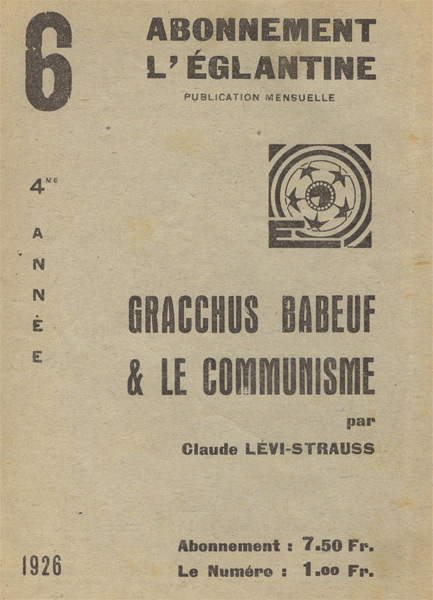 6
ABONNEMENT
L'ÉGLANTINE
PUBLICATION MENSUELLE
4ME ANNÉE
E
GRACCHUS BABEUF
& LE COMMUNISME
par
Claude LÉVI-STRAUSS
1926
Abonnement : 7.50 Fr.
Le Numéro : 1.00 Fr.